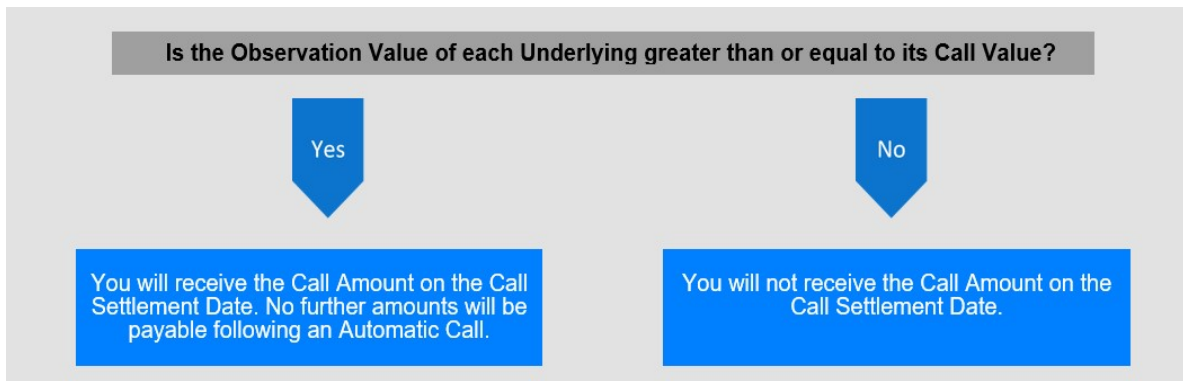 Is the Observation Value of each Underlying greater than or equal to its Call Value?
Yes
No
You will receive the Call Amount on the Call
Settlement Date. No further amounts will be
payable following an Automatic Call.
You will not receive the Call Amount on the
Call Settlement Date.